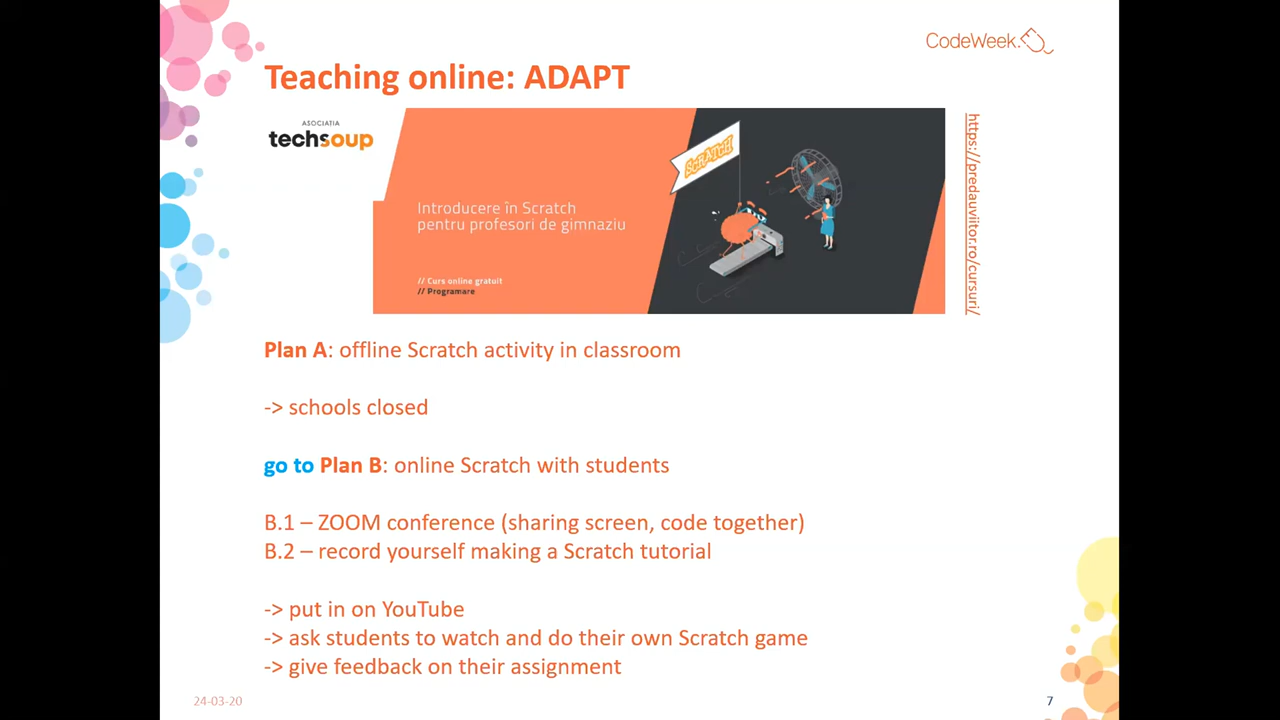 CodeWeek.
Teaching online: ADAPT
ASOCIAȚIA
techsoup
SCRATCH
Introducere în Scratch
pentru profesori de gimnaziu
// Curs online gratuit
// Programare
https://predauviitor.ro/cursuri/
Plan A: offline Scratch activity in classroom
-> schools closed
go to Plan B: online Scratch with students
B.1 – ZOOM conference (sharing screen, code together)
B.2 – record yourself making a Scratch tutorial
-> put in on YouTube
-> ask students to watch and do their own Scratch game
-> give feedback on their assignment
24-03-20
7